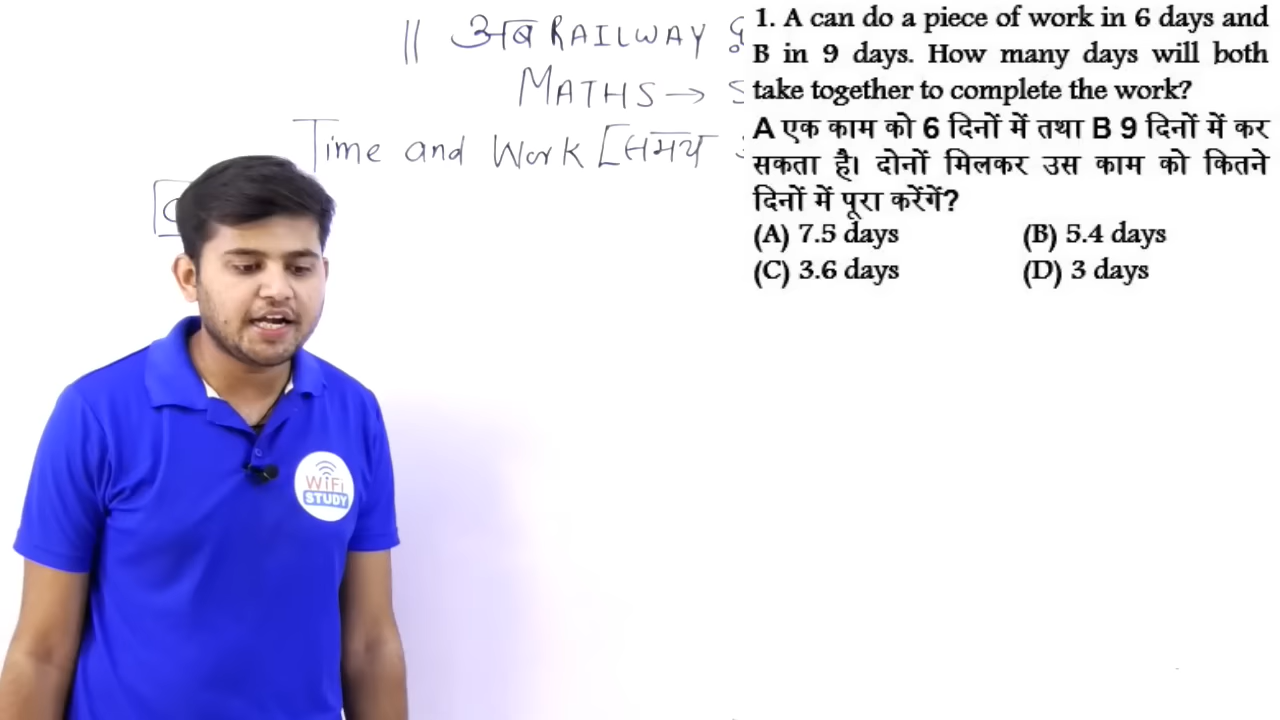 || अब RAILWAY
MATHS →
Time and Work [समय
1. A can do a piece of work in 6 days and
B in 9 days. How many days will both
take together to complete the work?
A एक काम को 6 दिनों में तथा B 9 दिनों में कर
सकता है। दोनों मिलकर उस काम को कितने
दिनों में पूरा करेंगें?
(A) 7.5 days (B) 5.4 days
(C) 3.6 days (D) 3 days
WiFi
STUDY